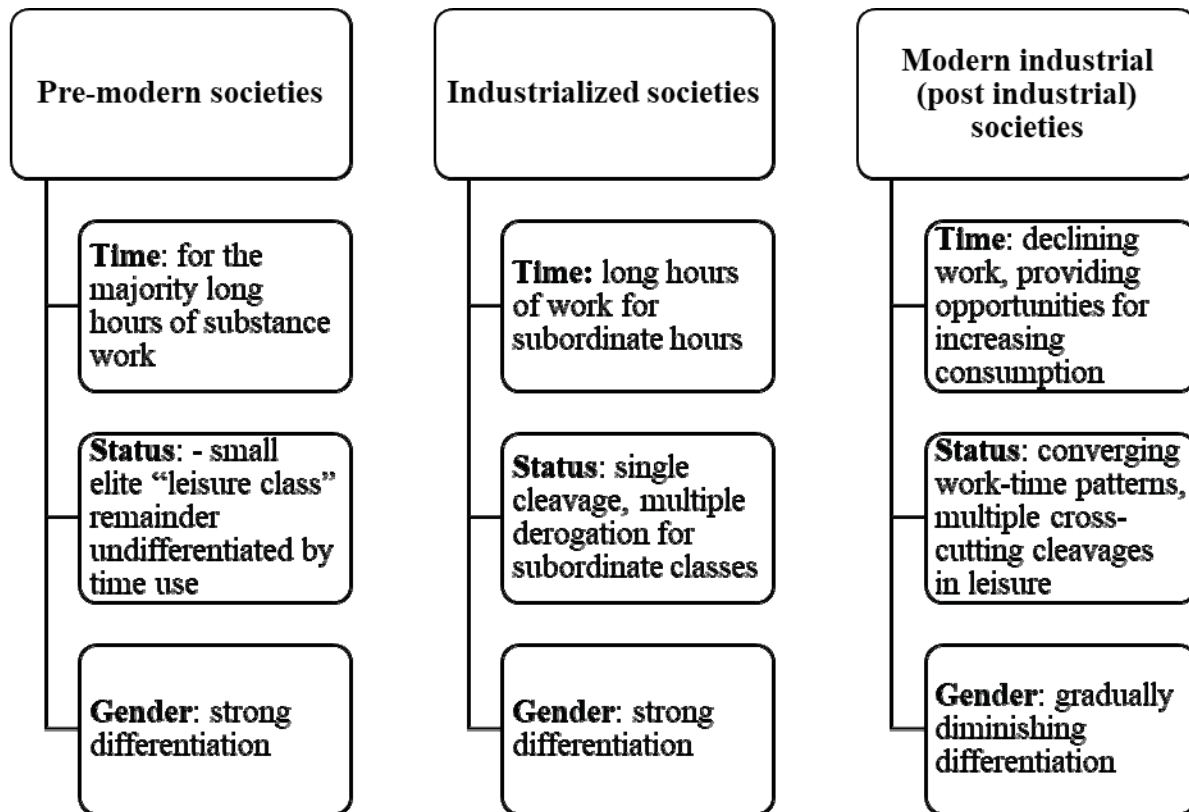 Pre-modern societies
Time: for the
majority long
hours of substance
work
Status: - small
elite “leisure class”
remainder
undifferentiated by
time use
Gender: strong
differentiation
Industrialized societies
Time: long hours
of work for
subordinate hours
Status: single
cleavage, multiple
derogation for
subordinate classes
Gender: strong
differentiation
Modern industrial
(post industrial)
societies
Time: declining
work, providing
opportunities for
increasing
consumption
Status: converging
work-time patterns,
multiple cross-
cutting cleavages
in leisure
Gender: gradually
diminishing
differentiation